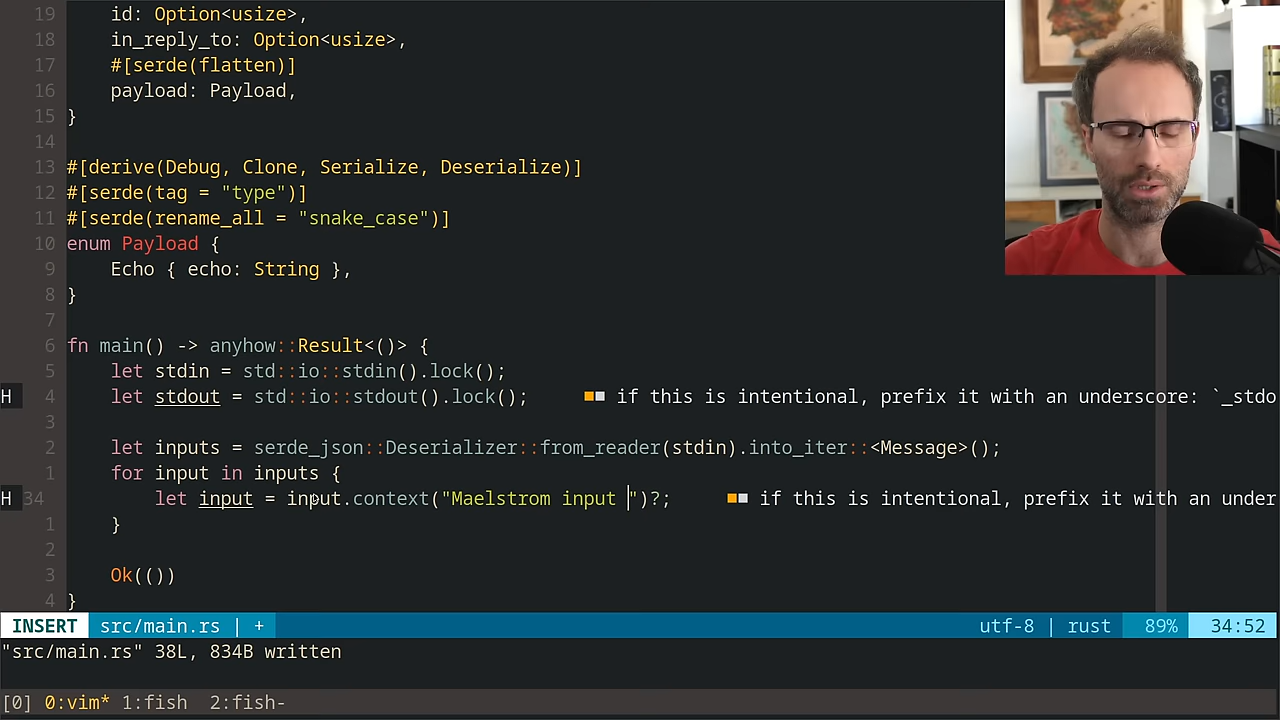 19 id: Option<usize>,
18 in_reply_to: Option<usize>,
17 #[serde(flatten)]
16 payload: Payload,
15 }
14
13 #[derive(Debug, Clone, Serialize, Deserialize)]
12 #[serde(tag = "type")]
11 #[serde(rename_all = "snake_case")]
10 enum Payload {
9 Echo { echo: String },
8 }
7
6 fn main() -> anyhow::Result<()> {
5 let stdin = std::io::stdin().lock();
H 4 let stdout = std::io::stdout().lock(); if this is intentional, prefix it with an underscore: `_stdo
3
2 let inputs = serde_json::Deserializer::from_reader(stdin).into_iter::<Message>();
1 for input in inputs {
H 34 let input = input.context("Maelstrom input ")?; if this is intentional, prefix it with an under
1 }
2
3 Ok(())
4 }
INSERT src/main.rs | + utf-8 | rust 89% 34:52
"src/main.rs" 38L, 834B written
[0] 0:vim* 1:fish 2:fish-